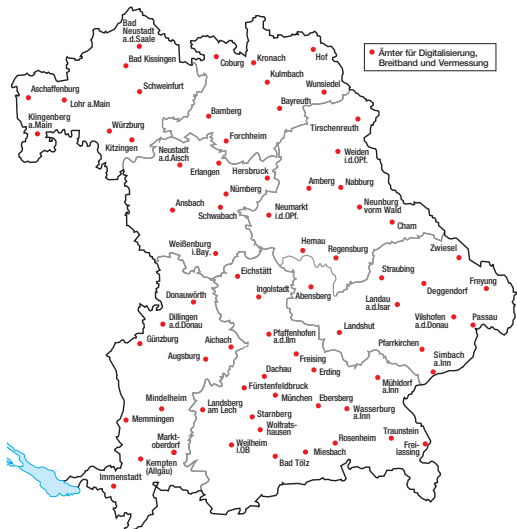 Ämter für Digitalisierung,
Breitband und Vermessung
Bad
Neustadt
a.d.Saale
Bad Kissingen
Coburg
Kronach
Hof
Kulmbach
Aschaffenburg
Lohr a.Main
Schweinfurt
Wunsiedel
Klingenberg
a.Main
Bayreuth
Bamberg
Würzburg
Kitzingen
Tirschenreuth
Forchheim
Neustadt
a.d.Aisch
Erlangen
Weiden
i.d.OPf.
Hersbruck
Amberg
Nabburg
Nürnberg
Ansbach
Schwabach
Neumarkt
i.d.OPf.
Neunburg
vorm Wald
Cham
Weißenburg
i.Bay.
Hemau
Regensburg
Zwiesel
Eichstätt
Straubing
Ingolstadt
Abensberg
Deggendorf
Freyung
Donauwörth
Landau
a.d.Isar
Dillingen
a.d.Donau
Vilshofen
a.d.Donau
Passau
Landshut
Günzburg
Aichach
Pfaffenhofen
a.d.Ilm
Pfarrkirchen
Augsburg
Freising
Simbach
a.Inn
Dachau
Erding
Mühldorf
a.Inn
Fürstenfeldbruck
München
Ebersberg
Mindelheim
Landsberg
am Lech
Wasserburg
a.Inn
Memmingen
Starnberg
Wolfrats-
hausen
Markt-
oberdorf
Weilheim
i.OB
Rosenheim
Traunstein
Frei-
lassing
Kempten
(Allgäu)
Bad Tölz
Miesbach
Immenstadt